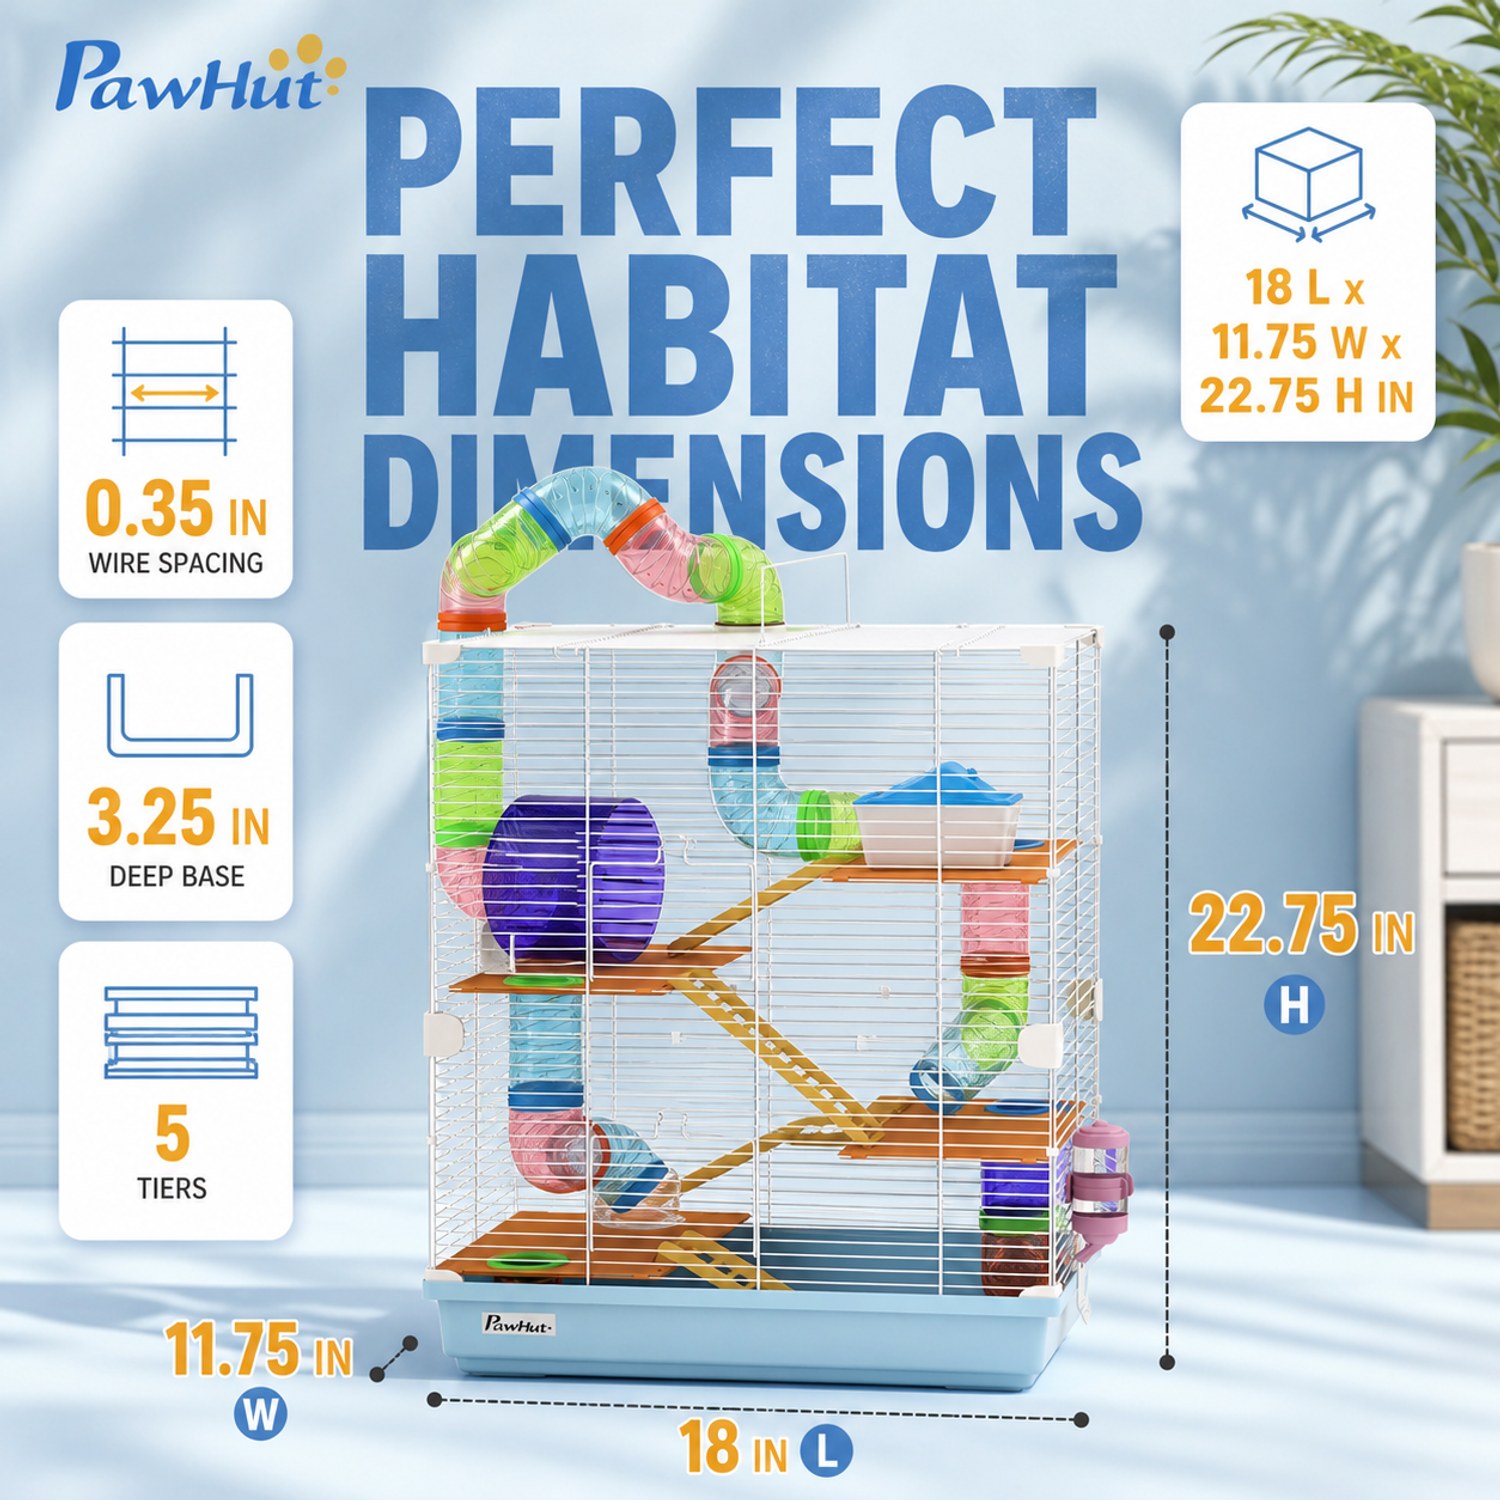 PawHut
PERFECT
HABITAT
DIMENSIONS
18 L x
11.75 W x
22.75 H IN
0.35 IN
WIRE SPACING
3.25 IN
DEEP BASE
5
TIERS
22.75 IN
H
PawHut
11.75 IN
W
18 IN L